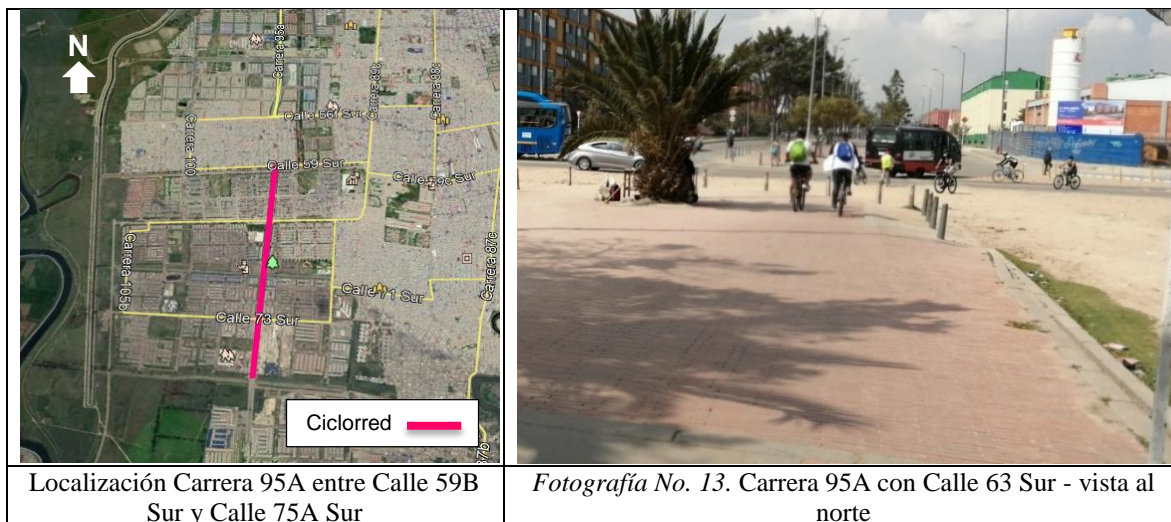 N
Carrera 95a
Calle 56f Sur
Carrera 100
Calle 59 Sur
Calle 59c Sur
Carrera 105b
Carrera 87c
Calle 71 Sur
Calle 73 Sur
Ciclorred
Localización Carrera 95A entre Calle 59B
Sur y Calle 75A Sur
Fotografía No. 13. Carrera 95A con Calle 63 Sur - vista al
norte